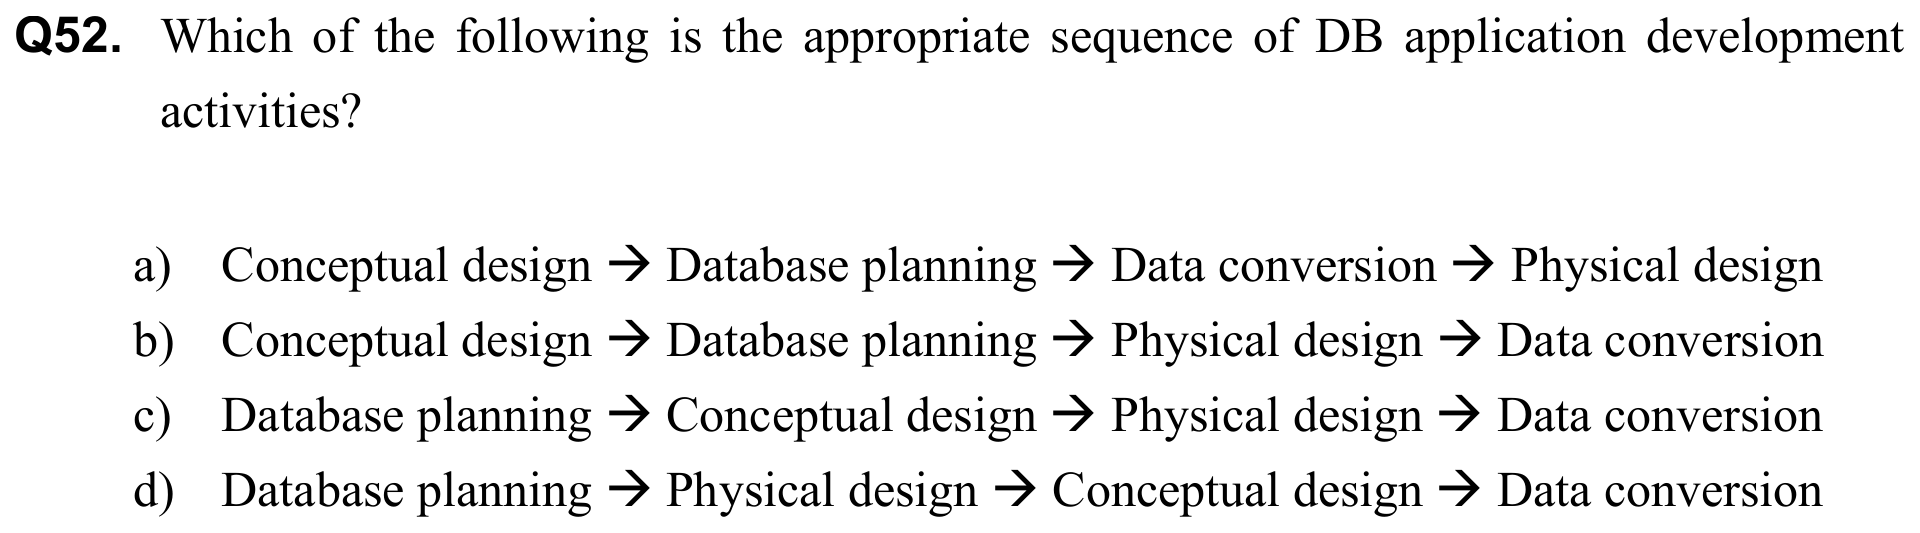 Q52. Which of the following is the appropriate sequence of DB application development
activities?
a) Conceptual design → Database planning → Data conversion → Physical design
b) Conceptual design → Database planning → Physical design → Data conversion
c) Database planning → Conceptual design → Physical design → Data conversion
d) Database planning → Physical design → Conceptual design → Data conversion